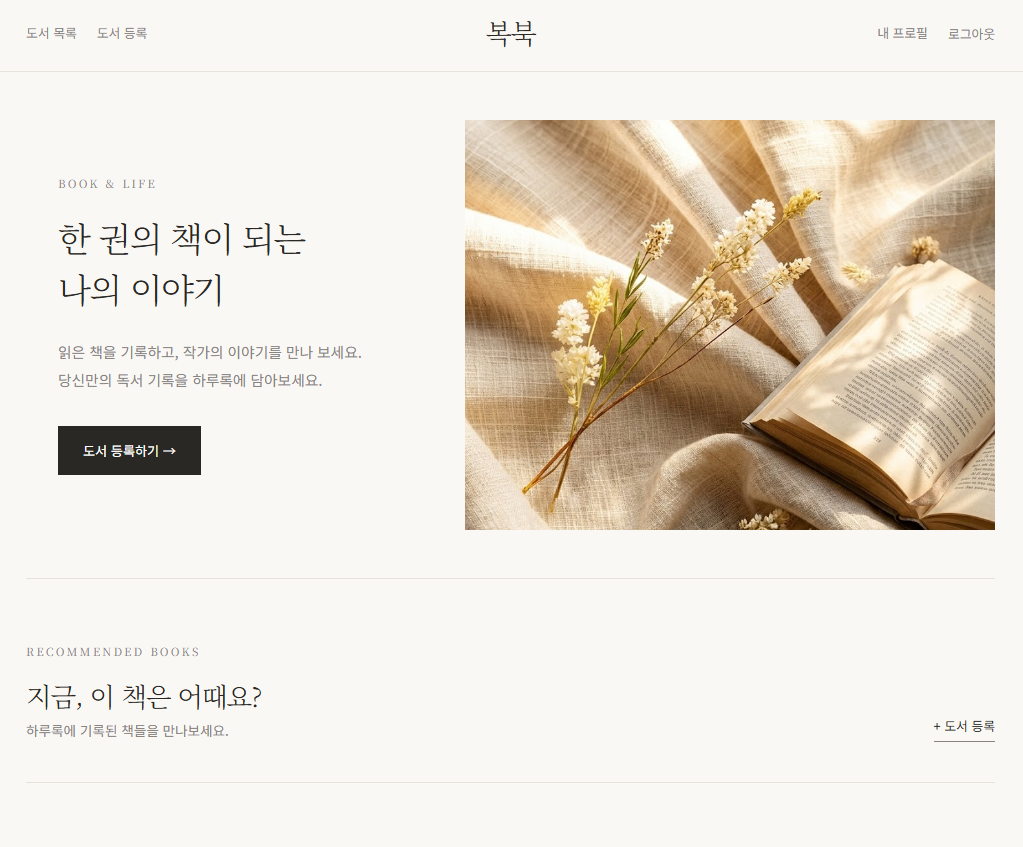 도서 목록
도서 등록
복북
내 프로필
로그아웃
BOOK & LIFE
한 권의 책이 되는
나의 이야기
읽은 책을 기록하고, 작가의 이야기를 만나 보세요.
당신만의 독서 기록을 하루록에 담아보세요.
도서 등록하기 →
RECOMMENDED BOOKS
지금, 이 책은 어때요?
하루록에 기록된 책들을 만나보세요.
+ 도서 등록